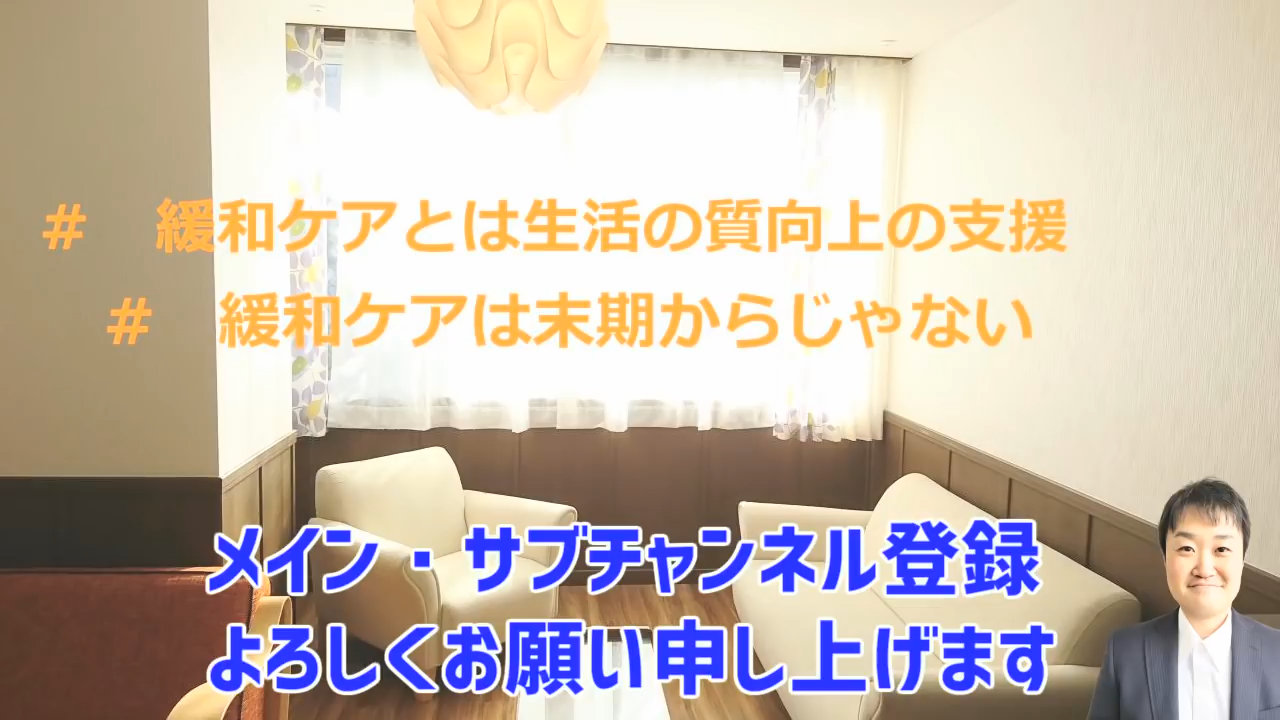 #　緩和ケアとは生活の質向上の支援
#　緩和ケアは末期からじゃない
メイン・サブチャンネル登録
よろしくお願い申し上げます